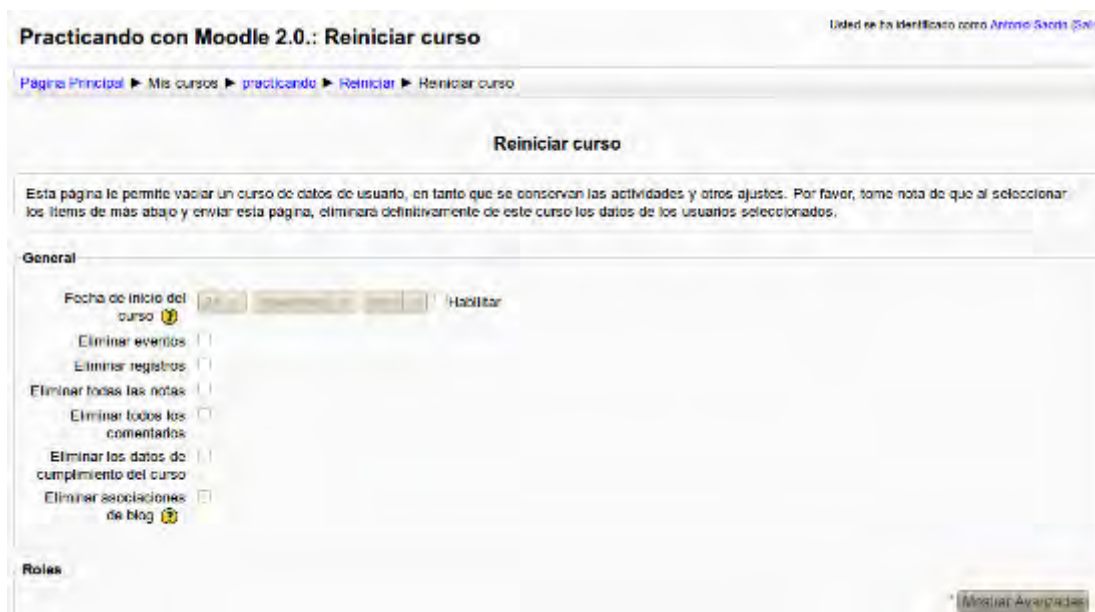 Usted se ha identificado como Antonio Saorín (Sali
Practicando con Moodle 2.0.: Reiniciar curso
Página Principal ► Mis cursos ► practicando ► Reiniciar ► Reiniciar curso
Reiniciar curso
Esta página le permite vaciar un curso de datos de usuario, en tanto que se conservan las actividades y otros ajustes. Por favor, tome nota de que al seleccionar
los ítems de más abajo y enviar esta página, eliminará definitivamente de este curso los datos de los usuarios seleccionados.
General
Fecha de inicio del
curso
Habilitar
Eliminar eventos
Eliminar registros
Eliminar todas las notas
Eliminar todos los
comentarios
Eliminar los datos de
cumplimiento del curso
Eliminar asociaciones
de blog
Roles
* Mostrar Avanzadas